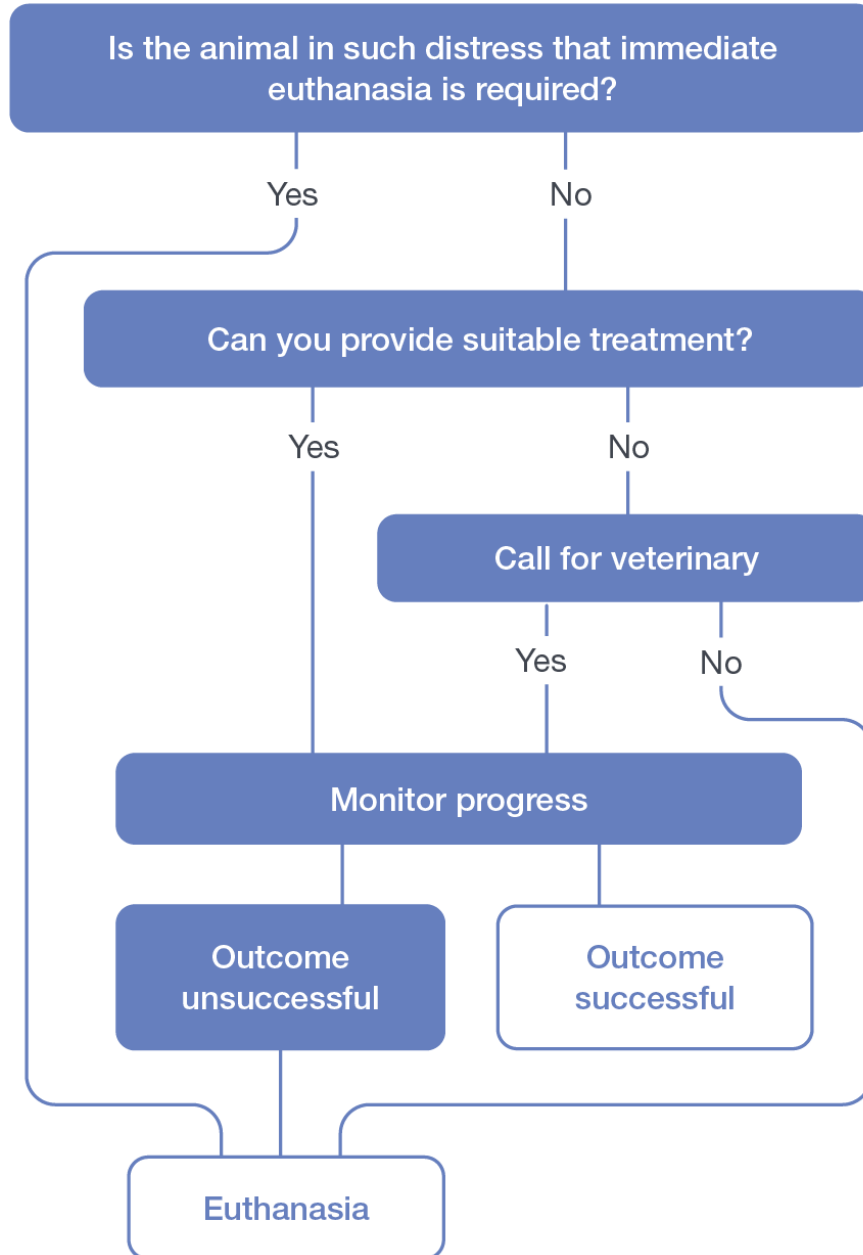 Is the animal in such distress that immediate
euthanasia is required?
Yes
No
Can you provide suitable treatment?
Yes
No
Call for veterinary
Yes
No
Monitor progress
Outcome
unsuccessful
Outcome
successful
Euthanasia